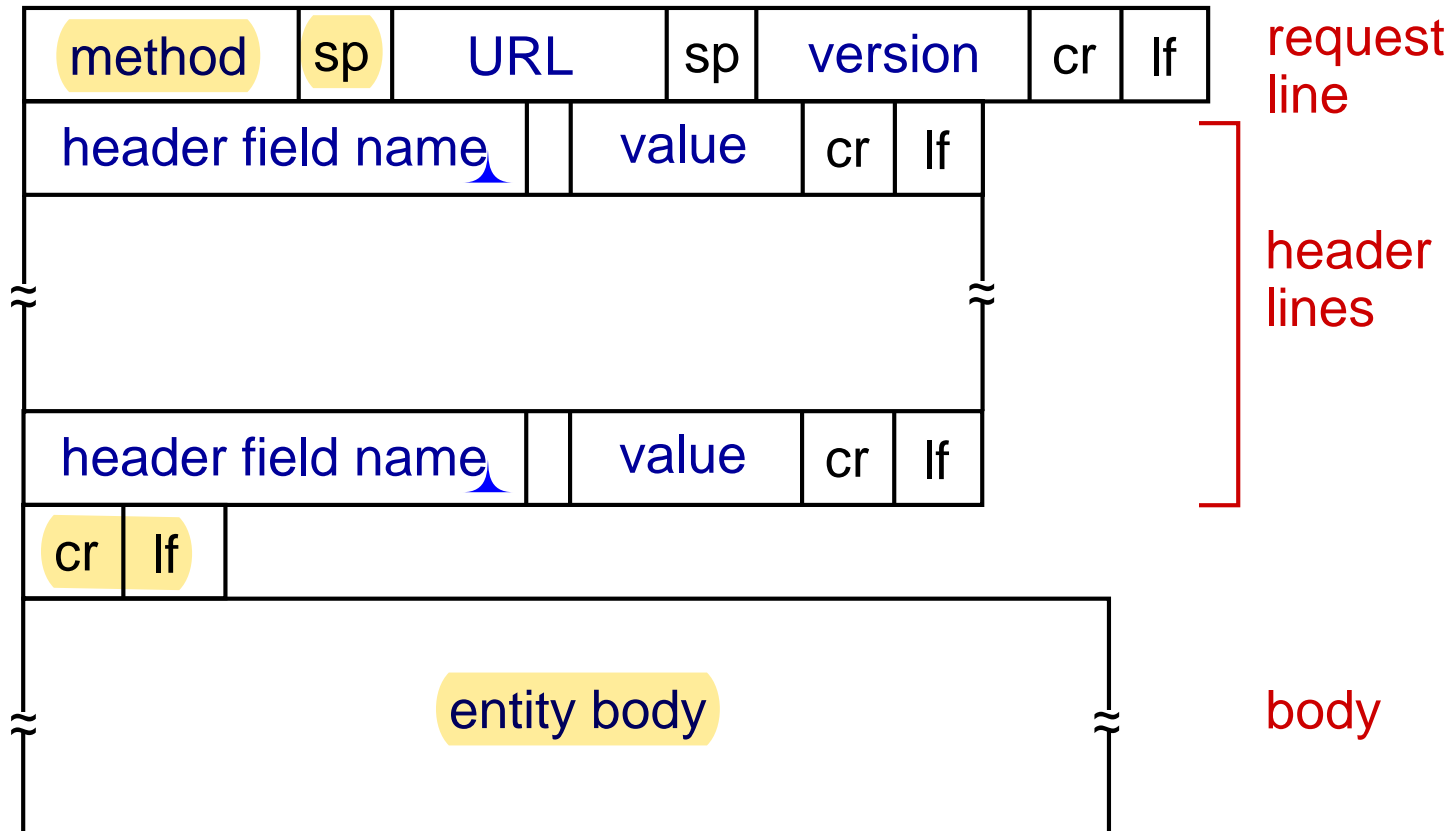 method sp URL sp version cr lf
request
line
header field name value cr lf
header
lines
header field name value cr lf
cr lf
entity body
body